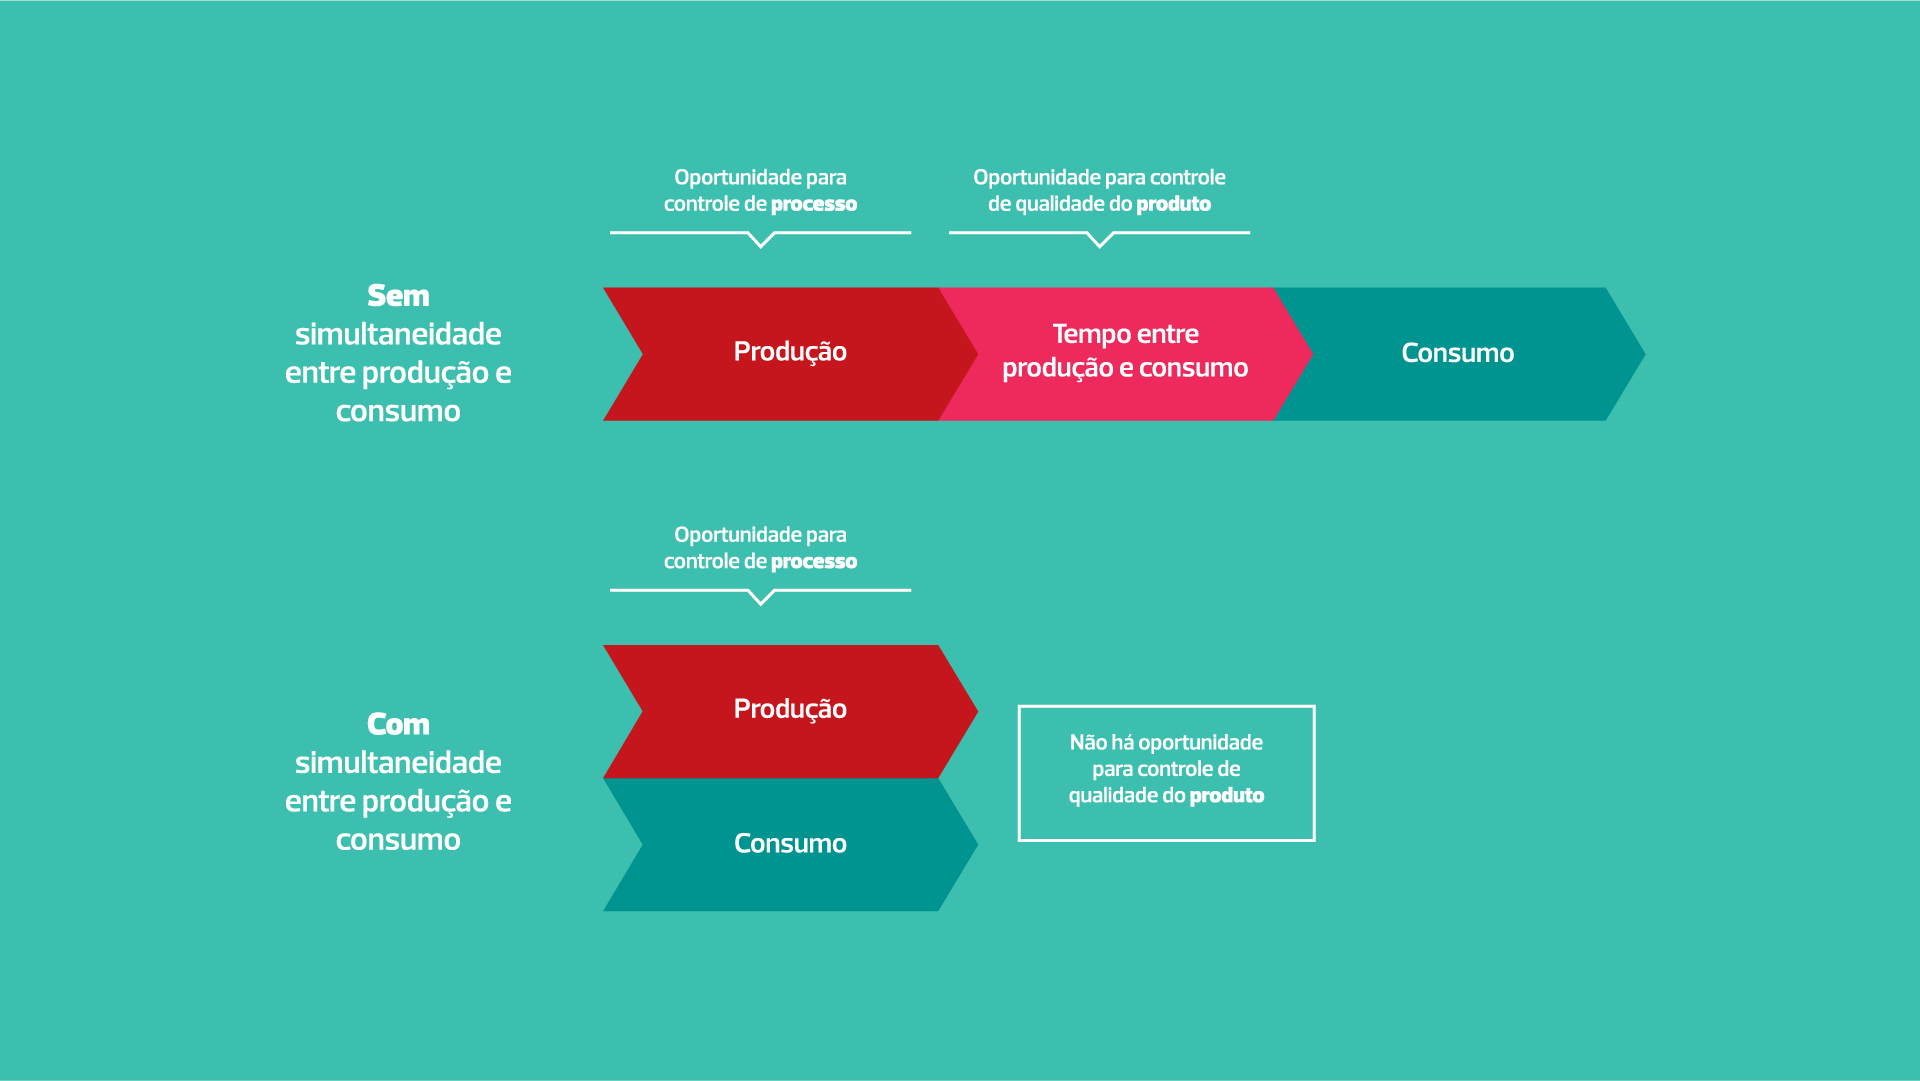 Oportunidade para
controle de processo
Oportunidade para controle
de qualidade do produto
Sem
simultaneidade
entre produção e
consumo
Produção
Tempo entre
produção e consumo
Consumo
Oportunidade para
controle de processo
Com
simultaneidade
entre produção e
consumo
Produção
Consumo
Não há oportunidade
para controle de
qualidade do produto